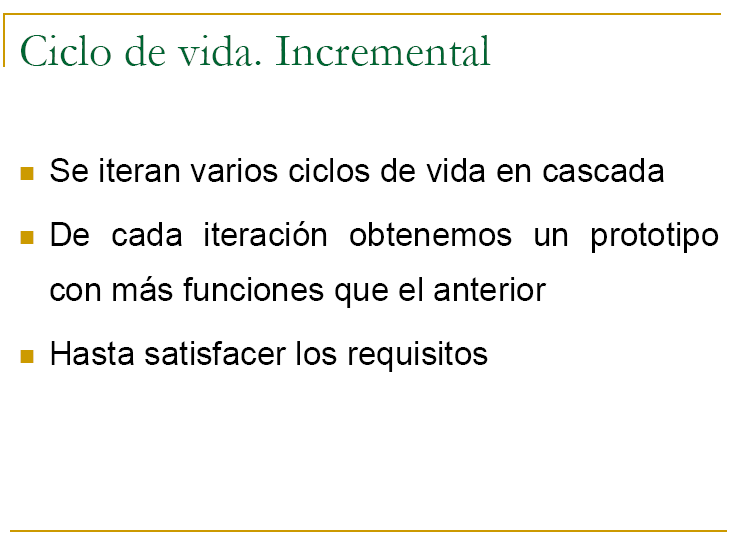 Ciclo de vida. Incremental
Se iteran varios ciclos de vida en cascada
De cada iteración obtenemos un prototipo
con más funciones que el anterior
Hasta satisfacer los requisitos